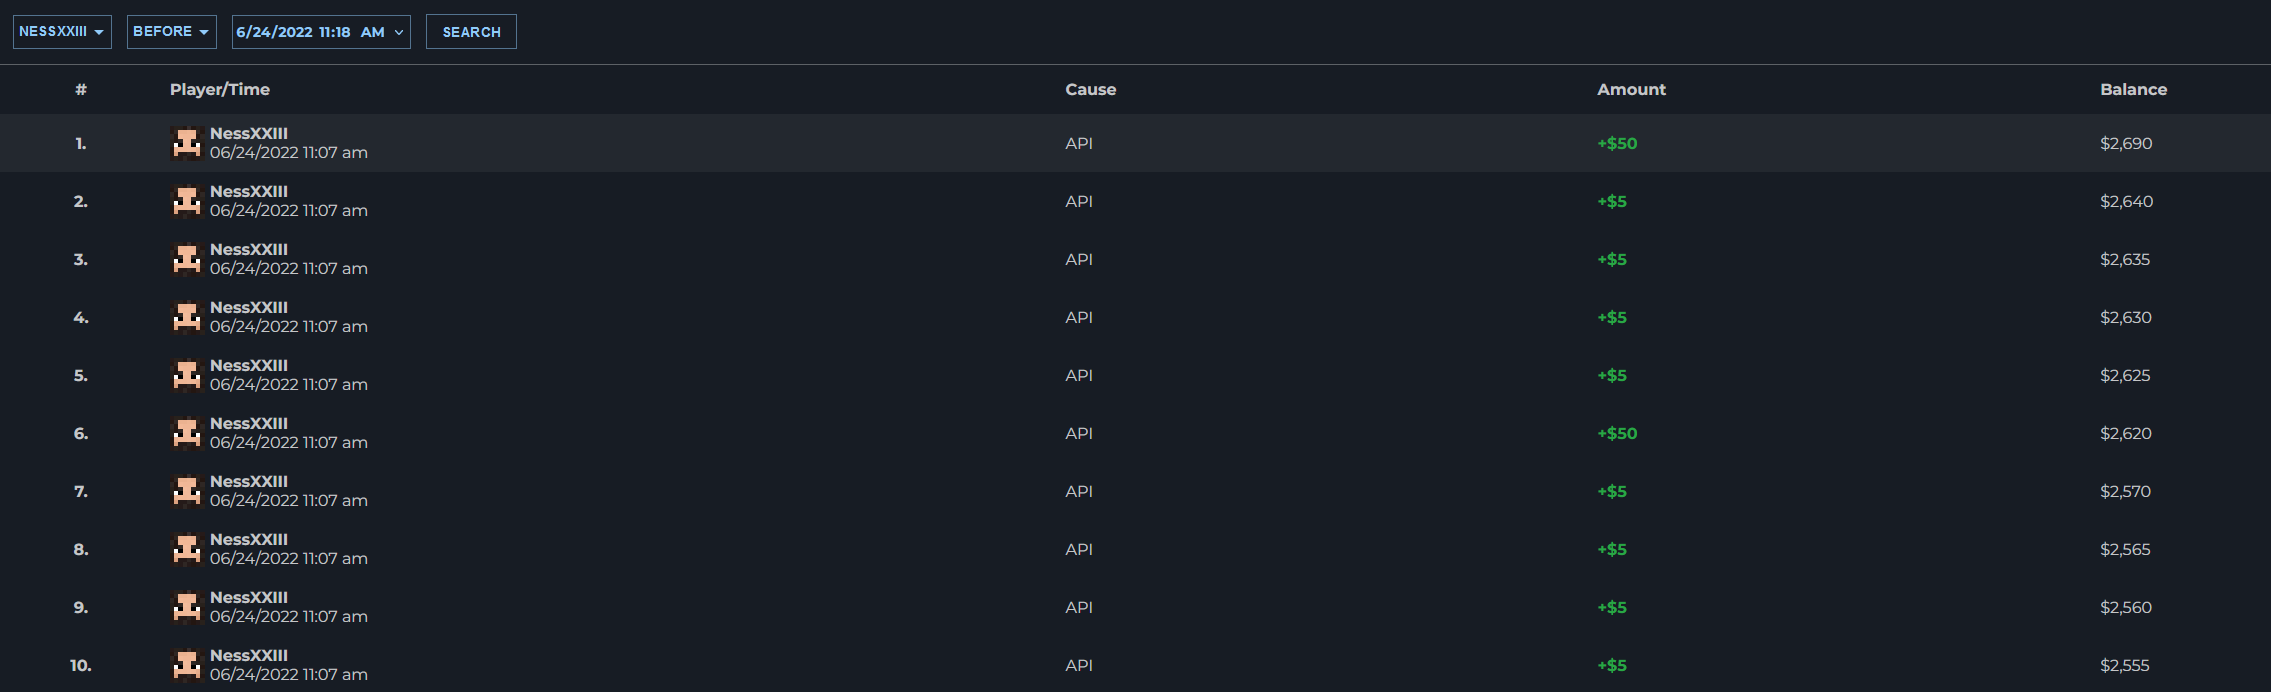 NESSXXIII BEFORE 6/24/2022 11:18 AM SEARCH
# Player/Time Cause Amount Balance
1. NessXXIII API +$50 $2,690
06/24/2022 11:07 am
2. NessXXIII API +$5 $2,640
06/24/2022 11:07 am
3. NessXXIII API +$5 $2,635
06/24/2022 11:07 am
4. NessXXIII API +$5 $2,630
06/24/2022 11:07 am
5. NessXXIII API +$5 $2,625
06/24/2022 11:07 am
6. NessXXIII API +$50 $2,620
06/24/2022 11:07 am
7. NessXXIII API +$5 $2,570
06/24/2022 11:07 am
8. NessXXIII API +$5 $2,565
06/24/2022 11:07 am
9. NessXXIII API +$5 $2,560
06/24/2022 11:07 am
10. NessXXIII API +$5 $2,555
06/24/2022 11:07 am